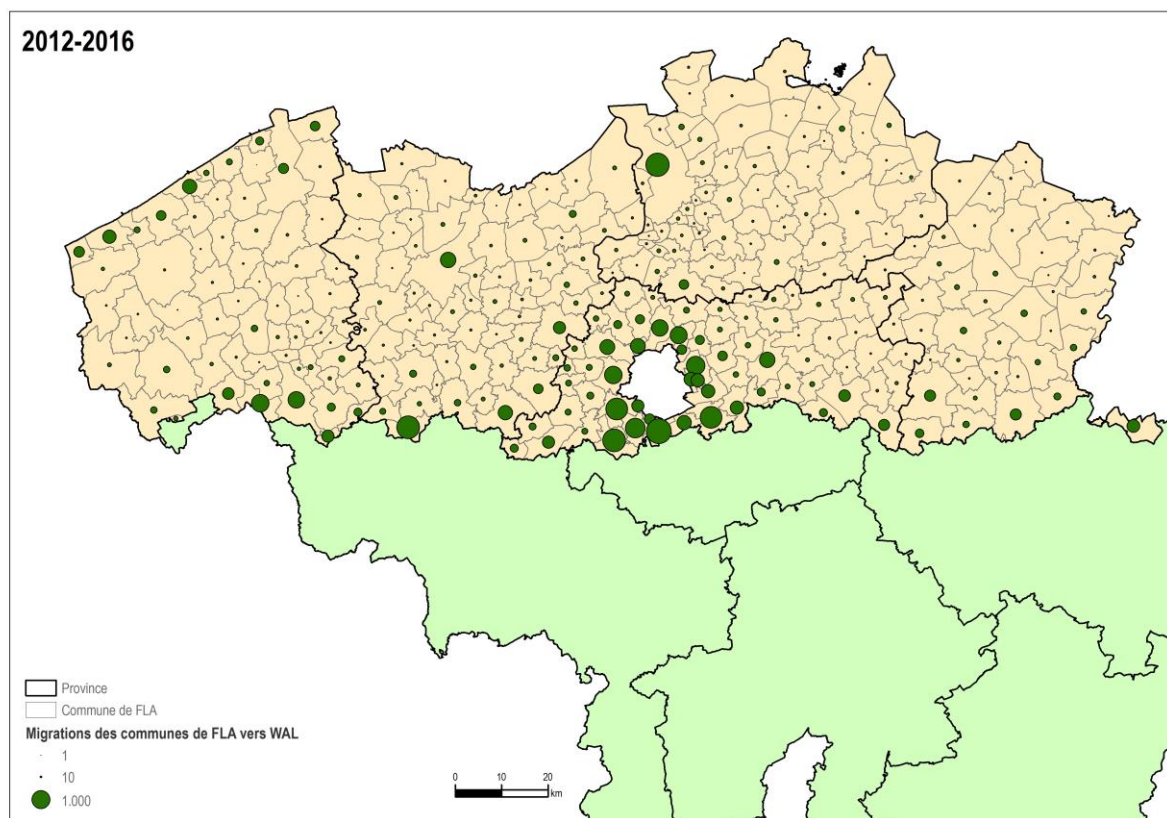 2012-2016
Province
Commune de FLA
Migrations des communes de FLA vers WAL
1
10
1.000
0 10 20
km